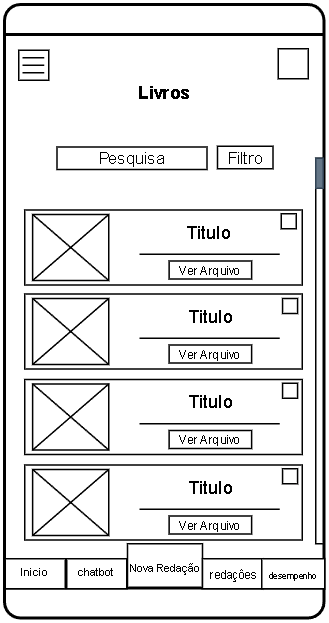 Livros
Pesquisa
Filtro
Titulo
Ver Arquivo
Titulo
Ver Arquivo
Titulo
Ver Arquivo
Titulo
Ver Arquivo
Inicio
chatbot
Nova Redação
redações
desempenho